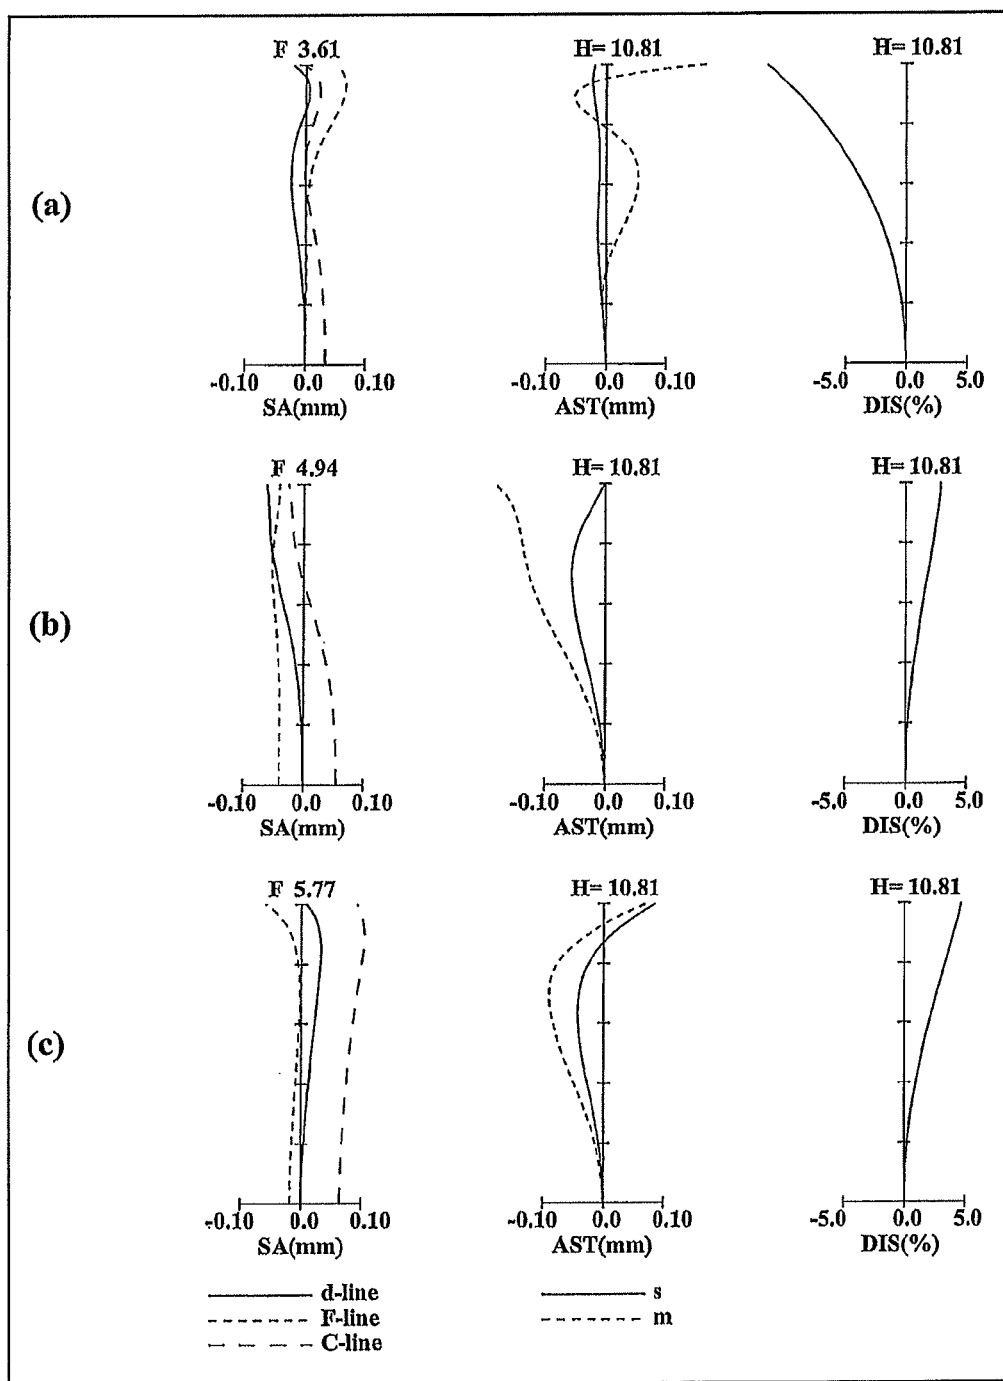 F 3.61 H= 10.81 H= 10.81
(a)
-0.10 0.0 0.10 -0.10 0.0 0.10 -5.0 0.0 5.0
SA(mm) AST(mm) DIS(%)
F 4.94 H= 10.81 H= 10.81
(b)
-0.10 0.0 0.10 -0.10 0.0 0.10 -5.0 0.0 5.0
SA(mm) AST(mm) DIS(%)
F 5.77 H= 10.81 H= 10.81
(c)
-0.10 0.0 0.10 -0.10 0.0 0.10 -5.0 0.0 5.0
SA(mm) AST(mm) DIS(%)
d-line s
F-line m
C-line